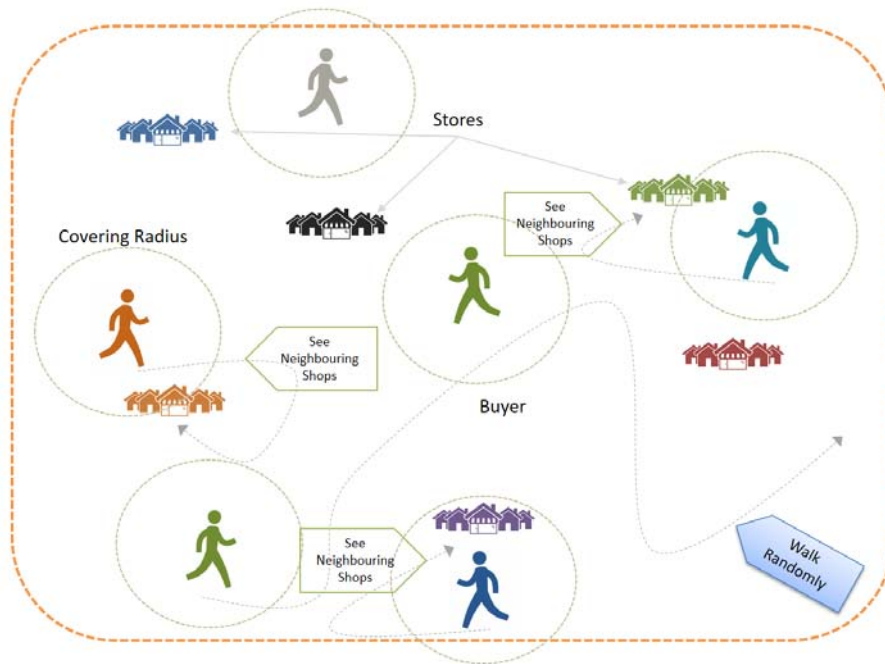 Stores
See
Neighbouring
Shops
Covering Radius
See
Neighbouring
Shops
Buyer
See
Neighbouring
Shops
Walk
Randomly